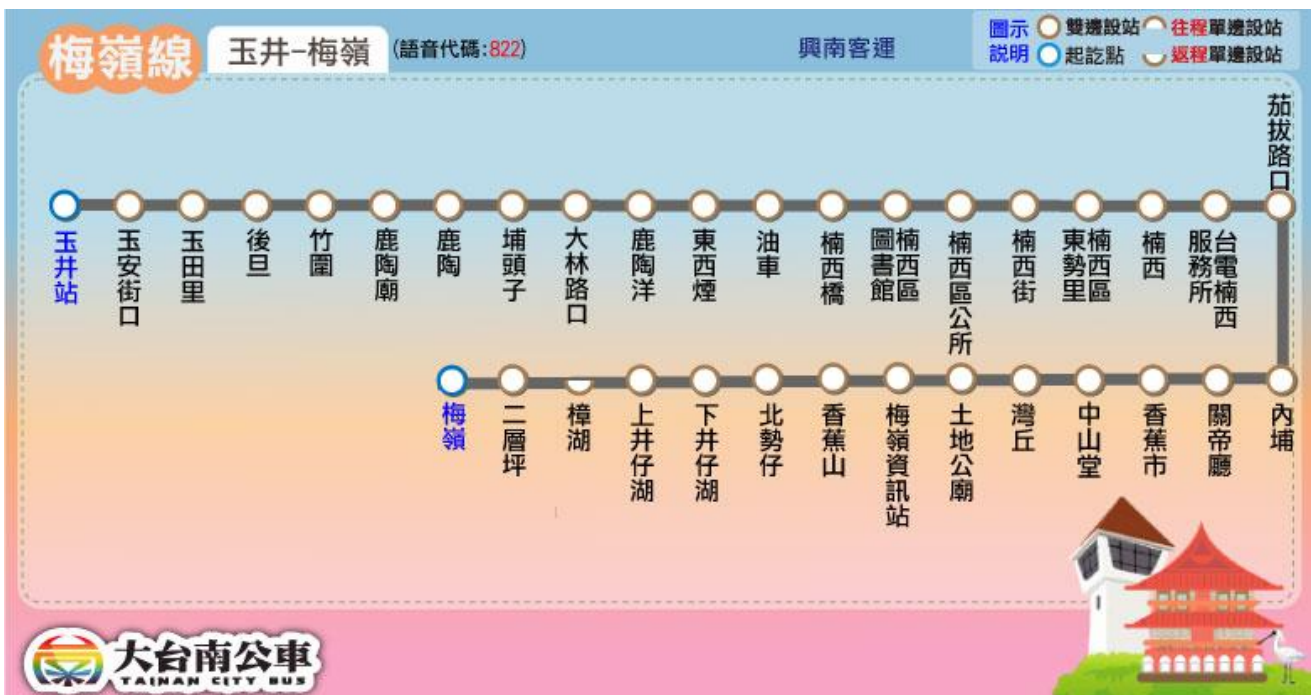 梅嶺線
玉井-梅嶺
(語音代碼:822)
興南客運
圖示說明
雙邊設站
往程單邊設站
起訖點
返程單邊設站
玉井站
玉安街口
玉田里
後旦
竹圍
鹿陶廟
鹿陶
埔頭子
大林路口
鹿陶洋
東西煙
油車
楠西橋
楠西區圖書館
楠西區公所
楠西街
楠西區東勢里
楠西
台電楠西服務所
茄拔路口
梅嶺
二層坪
樟湖
上井仔湖
下井仔湖
北勢仔
香蕉山
梅嶺資訊站
土地公廟
灣丘
中山堂
香蕉市
關帝廳
內埔
大台南公車
TAINAN CITY BUS